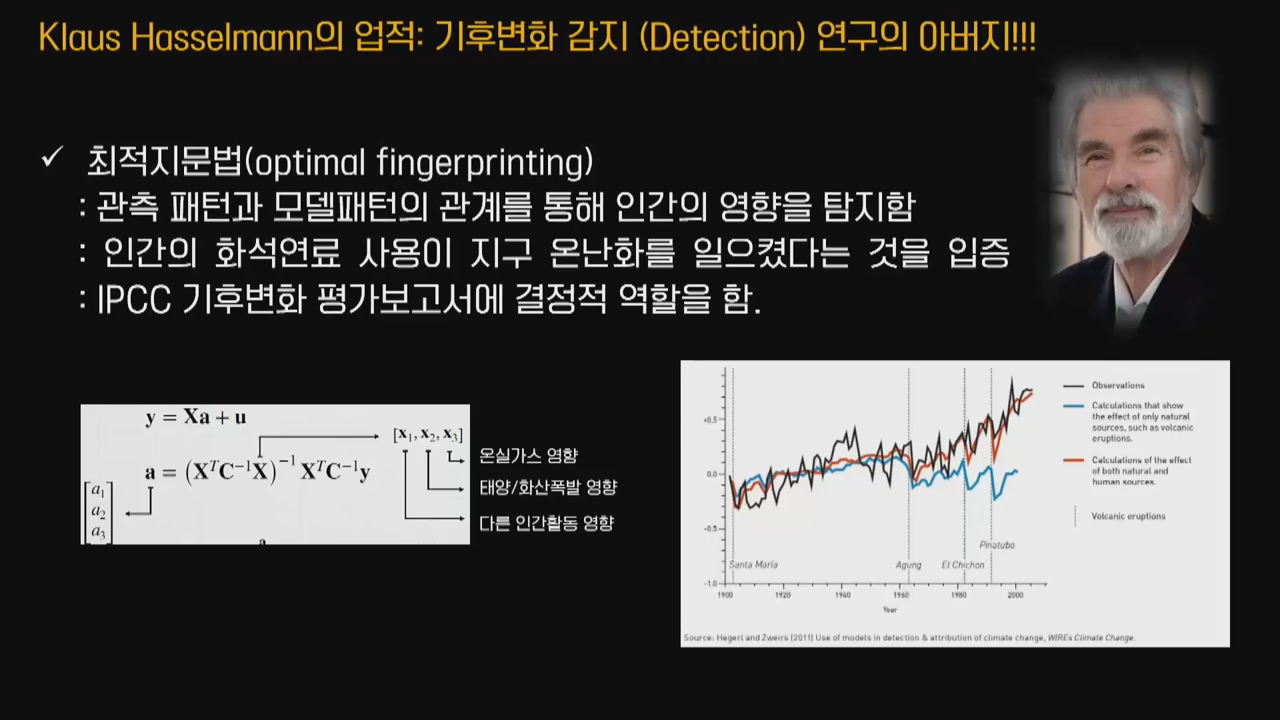 Klaus Hasselmann의 업적: 기후변화 감지 (Detection) 연구의 아버지!!!
✓ 최적지문법(optimal fingerprinting)
: 관측 패턴과 모델패턴의 관계를 통해 인간의 영향을 탐지함
: 인간의 화석연료 사용이 지구 온난화를 일으켰다는 것을 입증
: IPCC 기후변화 평가보고서에 결정적 역할을 함.
y = Xa + u
[x₁, x₂, x₃]
a = (XᵀC⁻¹X)⁻¹ XᵀC⁻¹y
a₁
a₂
a₃
a
온실가스 영향
태양/화산폭발 영향
다른 인간활동 영향
+0.5
0.0
-0.5
-1.0
1900 1920 1940 1960 1980 2000
Year
Santa Maria
Agung
El Chichon
Pinatubo
Observations
Calculations that show
the effect of only natural
sources, such as volcanic
eruptions.
Calculations of the effect
of both natural and
human sources.
Volcanic eruptions
Source: Hegerl and Zweirs (2011) Use of models in detection & attribution of climate change, WIREs Climate Change.